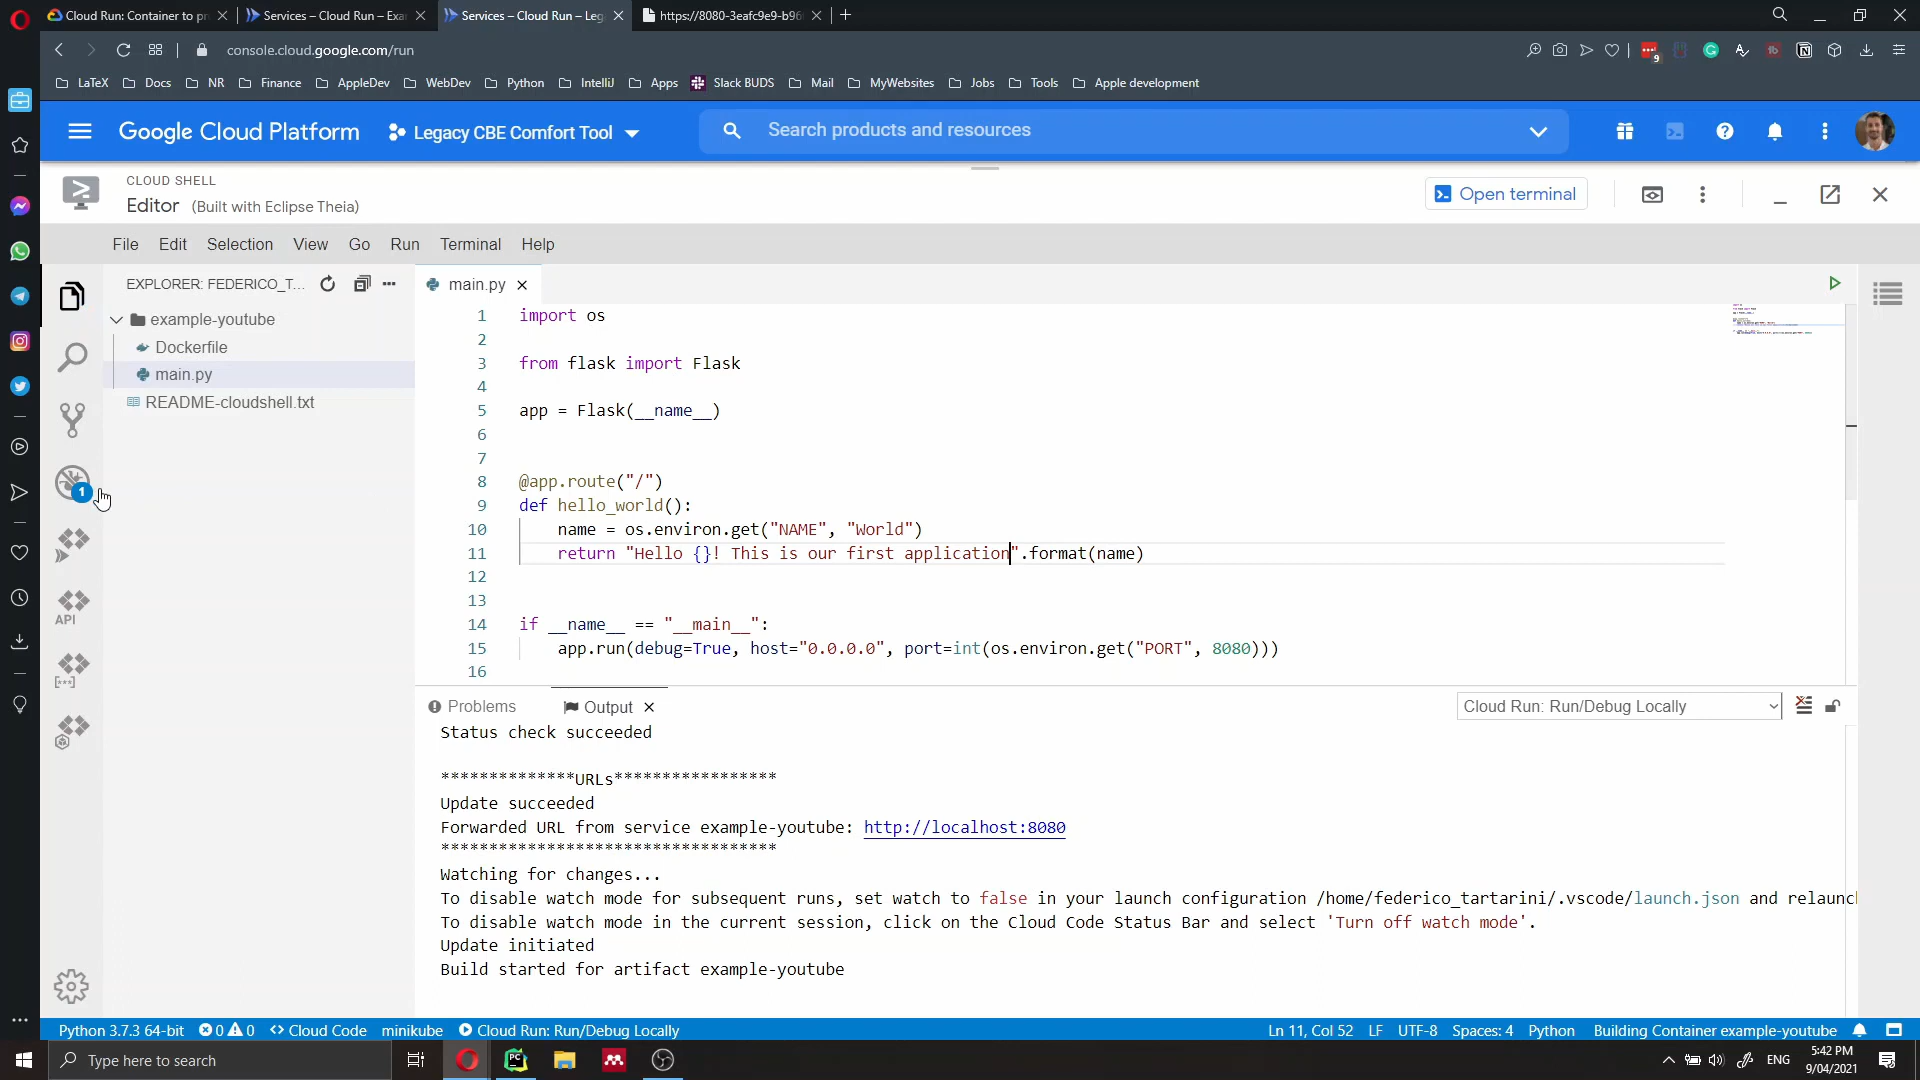 Cloud Run: Container to pr
Services – Cloud Run – Exa
Services – Cloud Run – Leg
https://8080-3eafc9e9-b96
console.cloud.google.com/run
9
LaTeX
Docs
NR
Finance
AppleDev
WebDev
Python
IntelliJ
Apps
Slack BUDS
Mail
MyWebsites
Jobs
Tools
Apple development
Google Cloud Platform
Legacy CBE Comfort Tool
Search products and resources
CLOUD SHELL
Editor (Built with Eclipse Theia)
Open terminal
File Edit Selection View Go Run Terminal Help
EXPLORER: FEDERICO_T...
example-youtube
Dockerfile
main.py
README-cloudshell.txt
1
API
main.py
1 import os
2
3 from flask import Flask
4
5 app = Flask(__name__)
6
7
8 @app.route("/")
9 def hello_world():
10 name = os.environ.get("NAME", "World")
11 return "Hello {}! This is our first application".format(name)
12
13
14 if __name__ == "__main__":
15 app.run(debug=True, host="0.0.0.0", port=int(os.environ.get("PORT", 8080)))
16
Problems
Output
Cloud Run: Run/Debug Locally
Status check succeeded
**************URLs*****************
Update succeeded
Forwarded URL from service example-youtube: http://localhost:8080
***********************************
Watching for changes...
To disable watch mode for subsequent runs, set watch to false in your launch configuration /home/federico_tartarini/.vscode/launch.json and relaunc
To disable watch mode in the current session, click on the Cloud Code Status Bar and select 'Turn off watch mode'.
Update initiated
Build started for artifact example-youtube
Python 3.7.3 64-bit 0 0 <> Cloud Code minikube Cloud Run: Run/Debug Locally
Ln 11, Col 52 LF UTF-8 Spaces: 4 Python Building Container example-youtube
Type here to search
PC
ENG
5:42 PM
9/04/2021